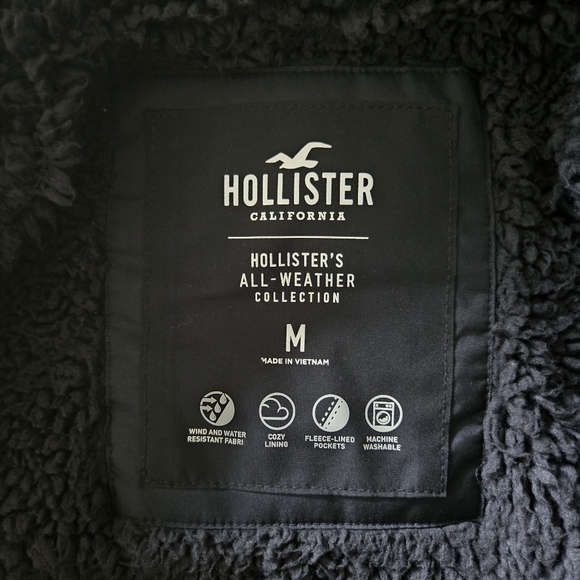 HOLLISTER
CALIFORNIA
HOLLISTER'S
ALL-WEATHER
COLLECTION
M
MADE IN VIETNAM
WIND AND WATER
RESISTANT FABRI
COZY
LINING
FLEECE-LINED
POCKETS
MACHINE
WASHABLE